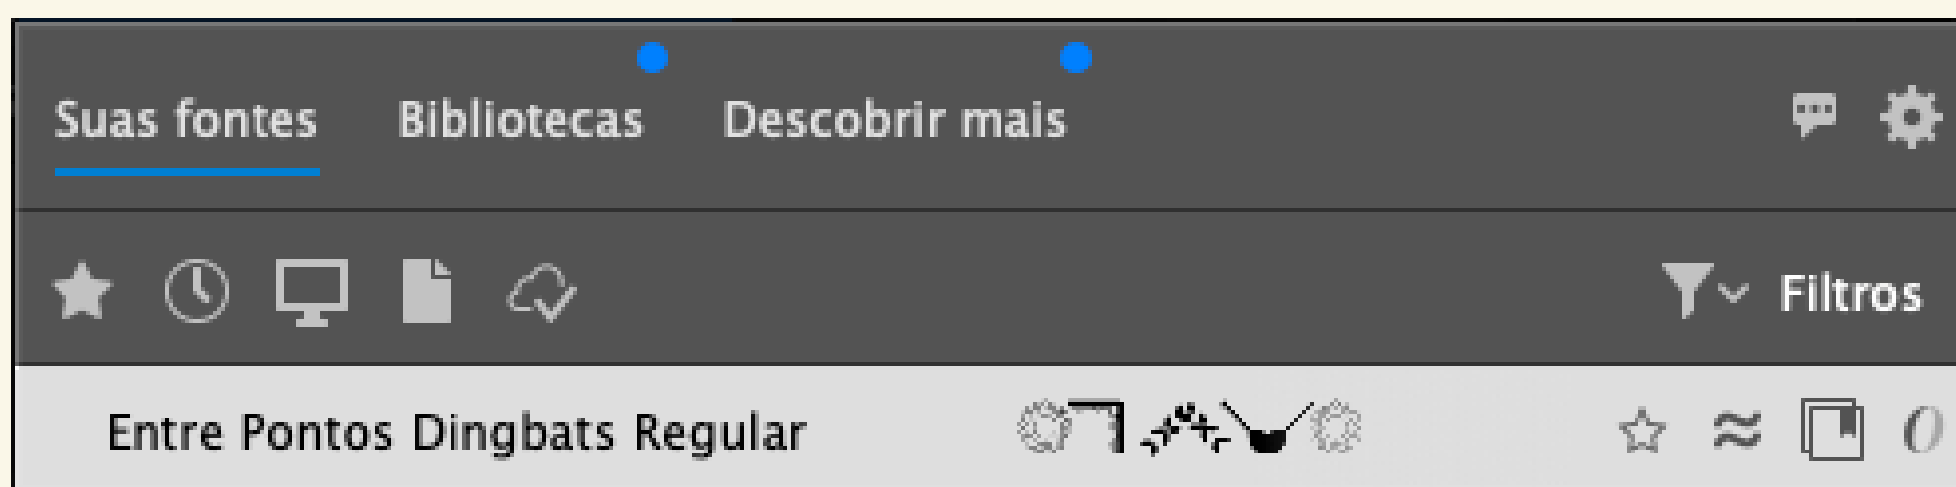 Suas fontes Bibliotecas Descobrir mais
Filtros
Entre Pontos Dingbats Regular